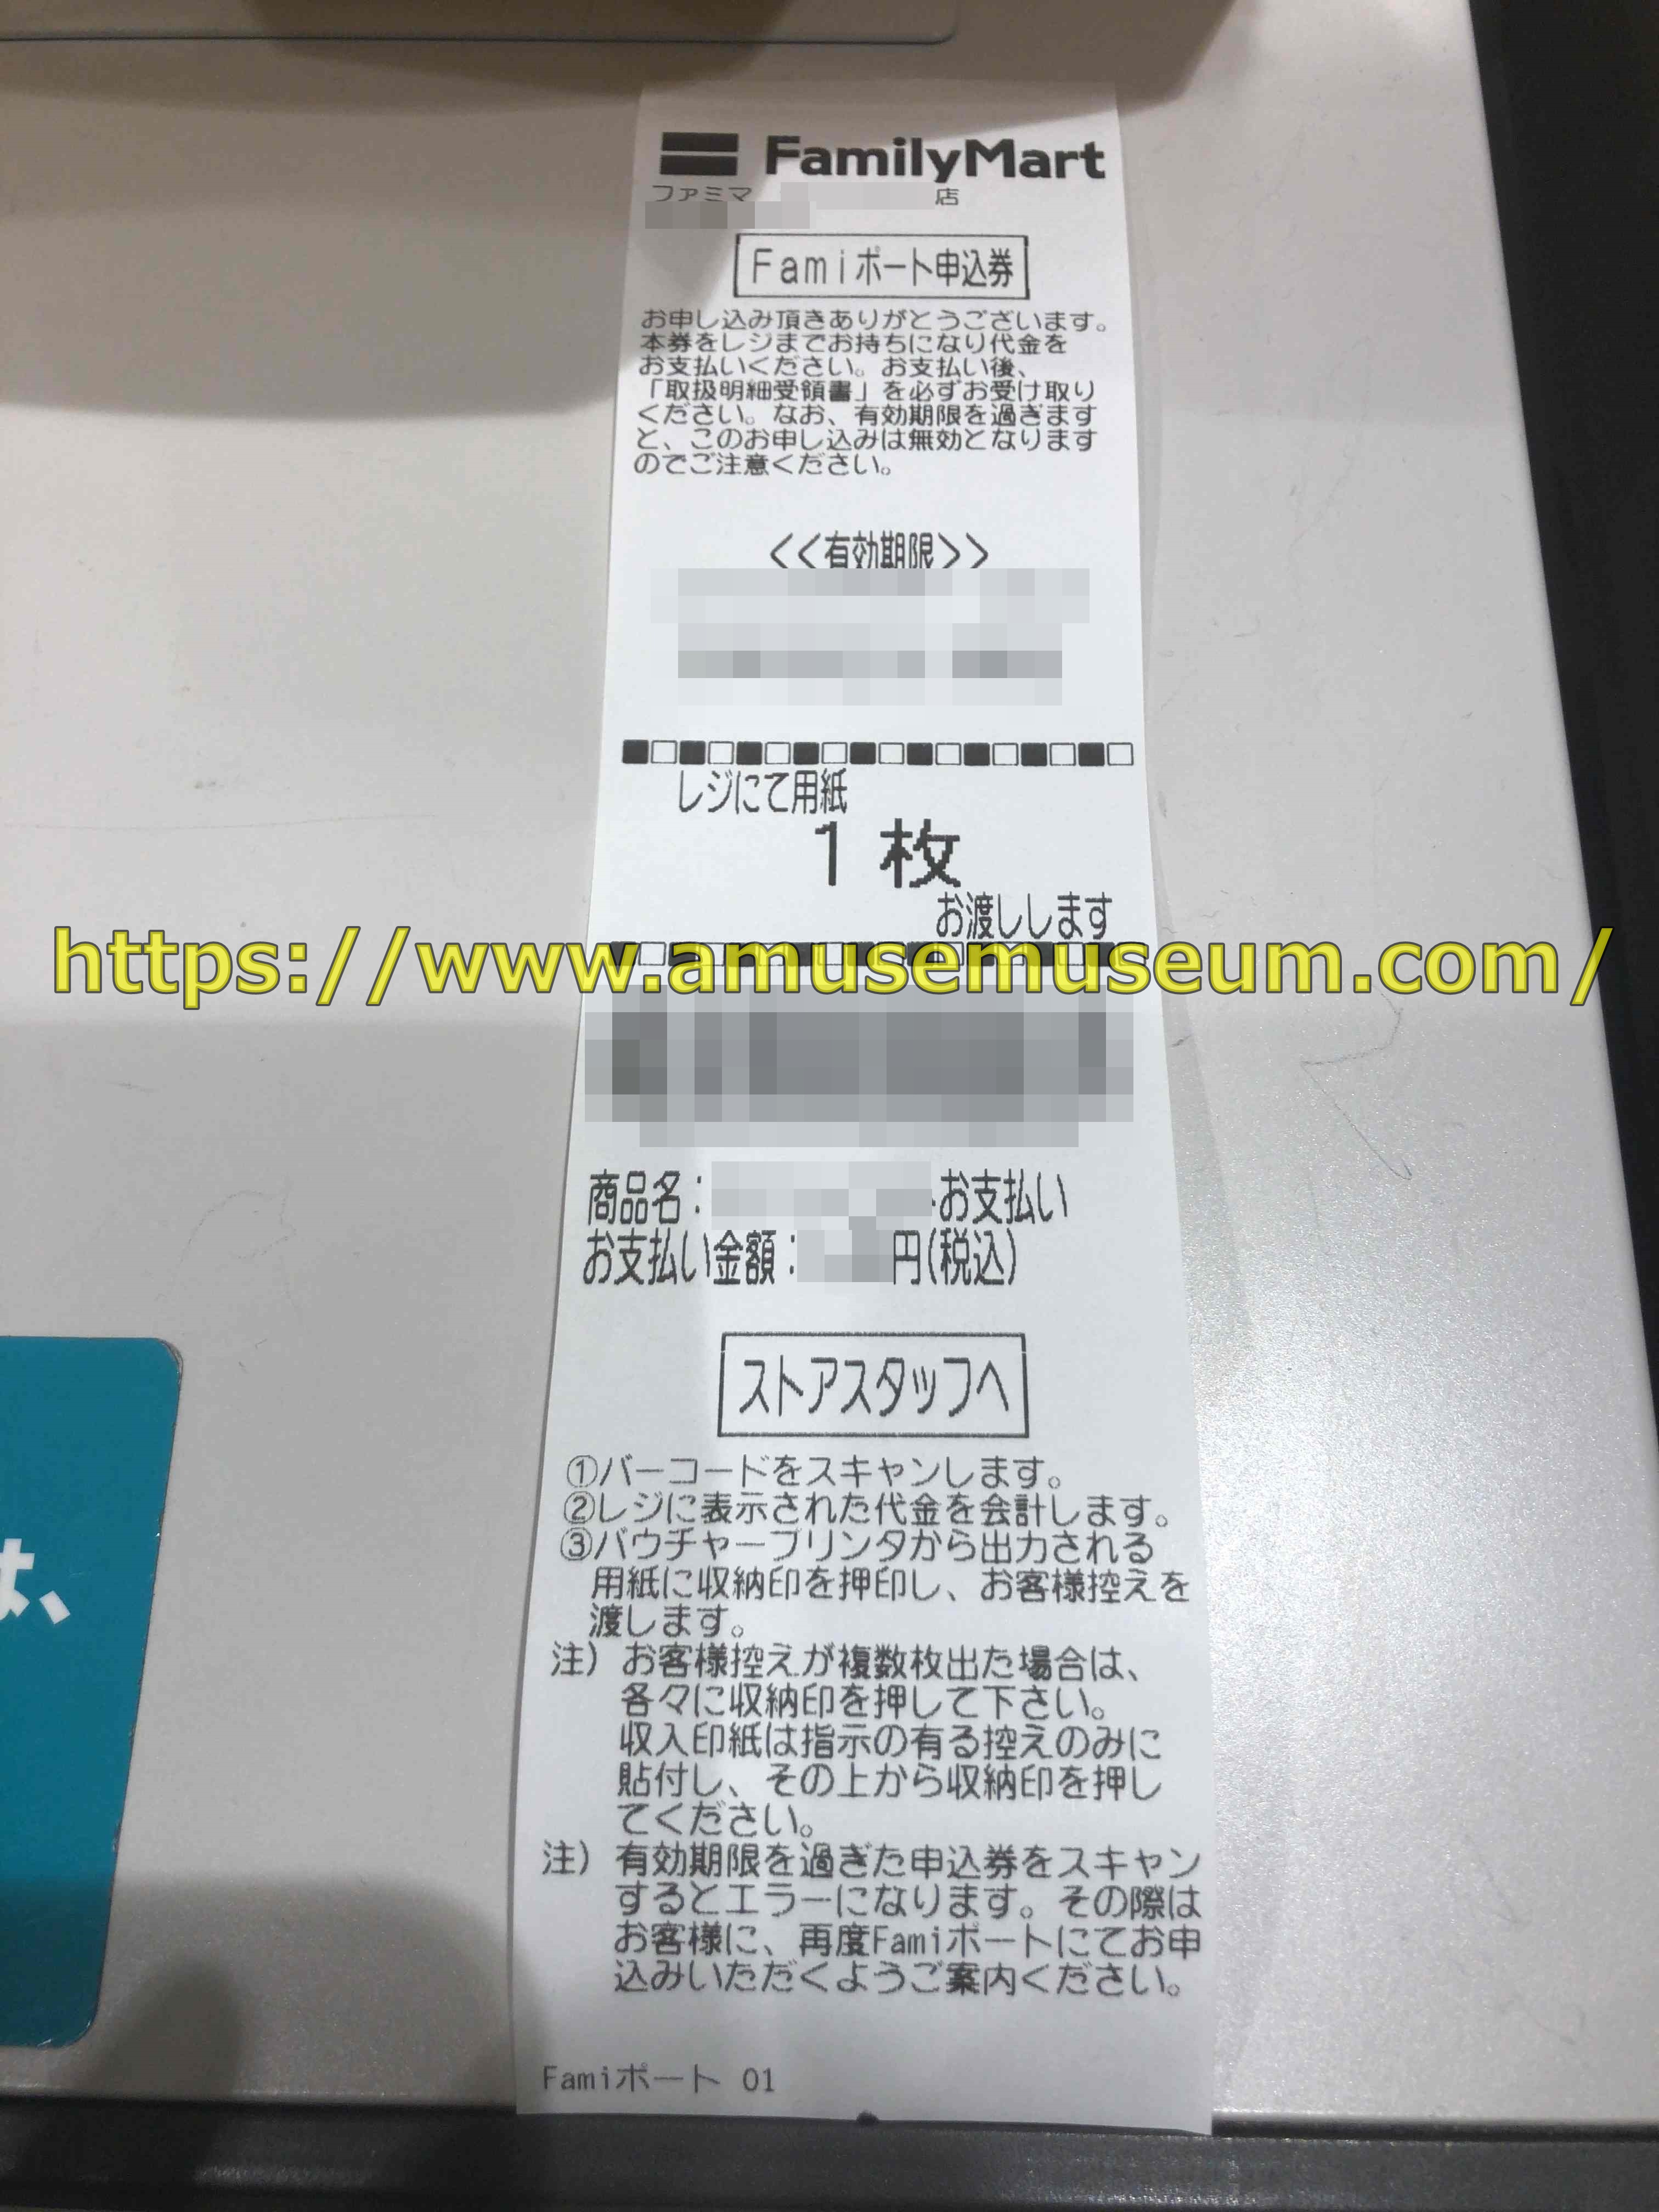 FamilyMart
ファミマ 店
Famiポート申込券
お申し込み頂きありがとうございます。
本券をレジまでお持ちになり代金を
お支払いください。お支払い後、
「取扱明細受領書」を必ずお受け取り
ください。なお、有効期限を過ぎます
と、このお申し込みは無効となります
のでご注意ください。
<<有効期限>>
レジにて用紙
1枚
お渡しします
https://www.amusemuseum.com/
商品名: お支払い
お支払い金額: 円(税込)
ストアスタッフへ
①バーコードをスキャンします。
②レジに表示された代金を会計します。
③バウチャープリンタから出力される
用紙に収納印を押印し、お客様控えを
渡します。
は、
注) お客様控えが複数枚出た場合は、
各々に収納印を押して下さい。
収入印紙は指示の有る控えのみに
貼付し、その上から収納印を押し
てください。
注) 有効期限を過ぎた申込券をスキャン
するとエラーになります。その際は
お客様に、再度Famiポートにてお申
込みいただくようご案内ください。
Famiポート 01